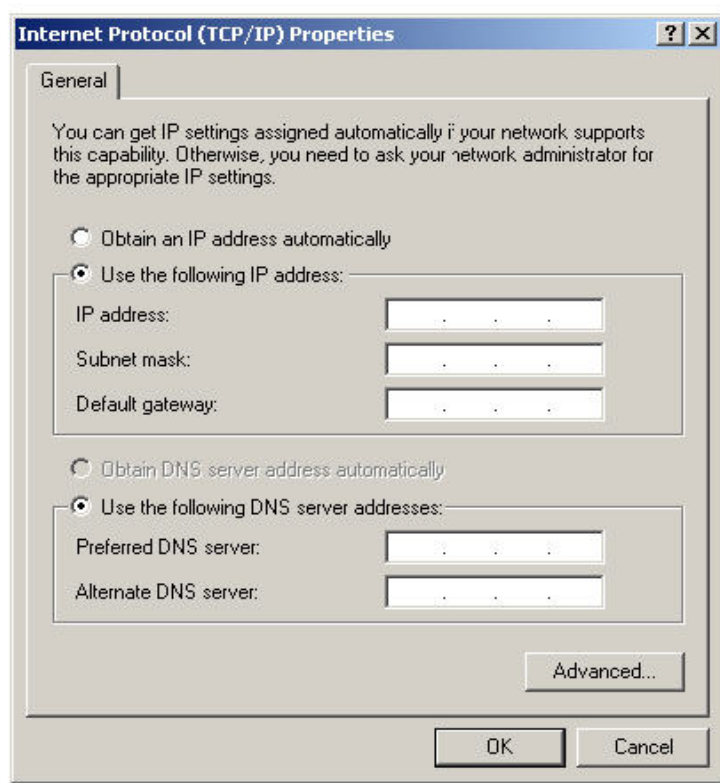 Internet Protocol (TCP/IP) Properties
General
You can get IP settings assigned automatically if your network supports
this capability. Otherwise, you need to ask your network administrator for
the appropriate IP settings.
Obtain an IP address automatically
Use the following IP address:
IP address:
Subnet mask:
Default gateway:
Obtain DNS server address automatically
Use the following DNS server addresses:
Preferred DNS server:
Alternate DNS server:
Advanced...
OK Cancel